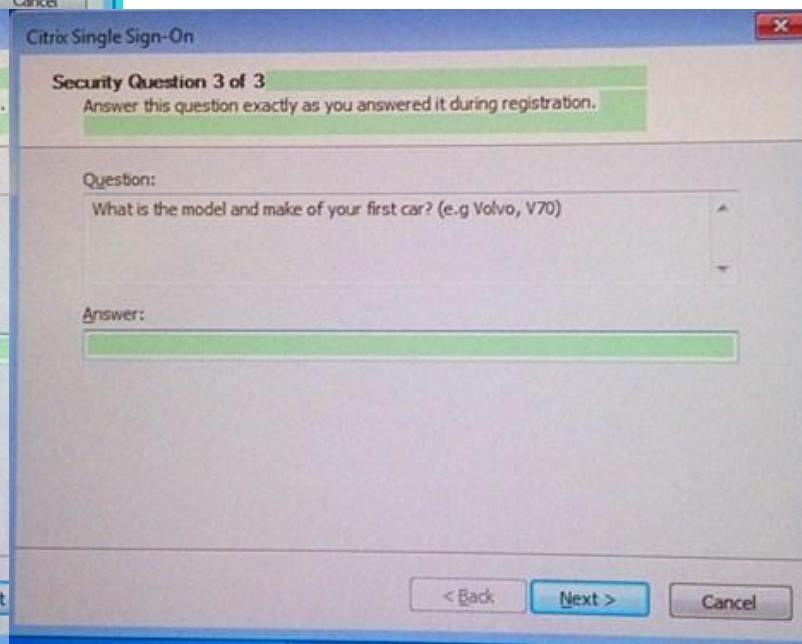 Cancel
Citrix Single Sign-On
Security Question 3 of 3
Answer this question exactly as you answered it during registration.
Question:
What is the model and make of your first car? (e.g Volvo, V70)
Answer:
< Back
Next >
Cancel